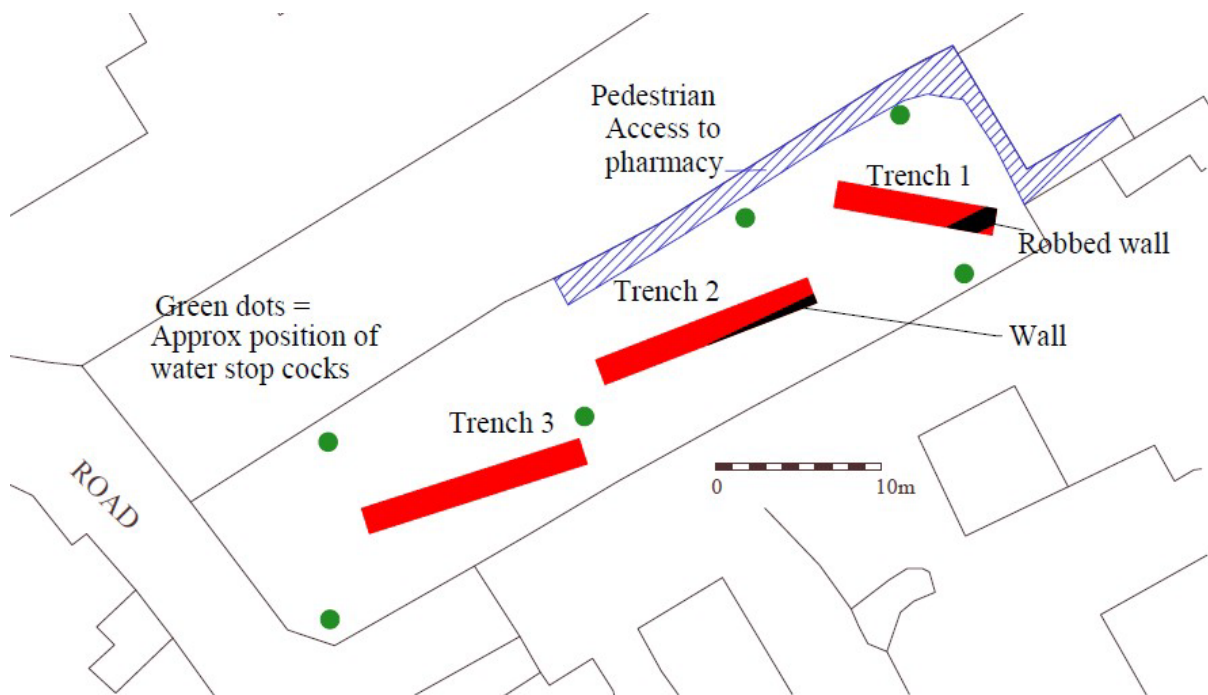 Pedestrian
Access to
pharmacy
Trench 1
Robbed wall
Trench 2
Green dots =
Approx position of
water stop cocks
Wall
Trench 3
ROAD
0 10m